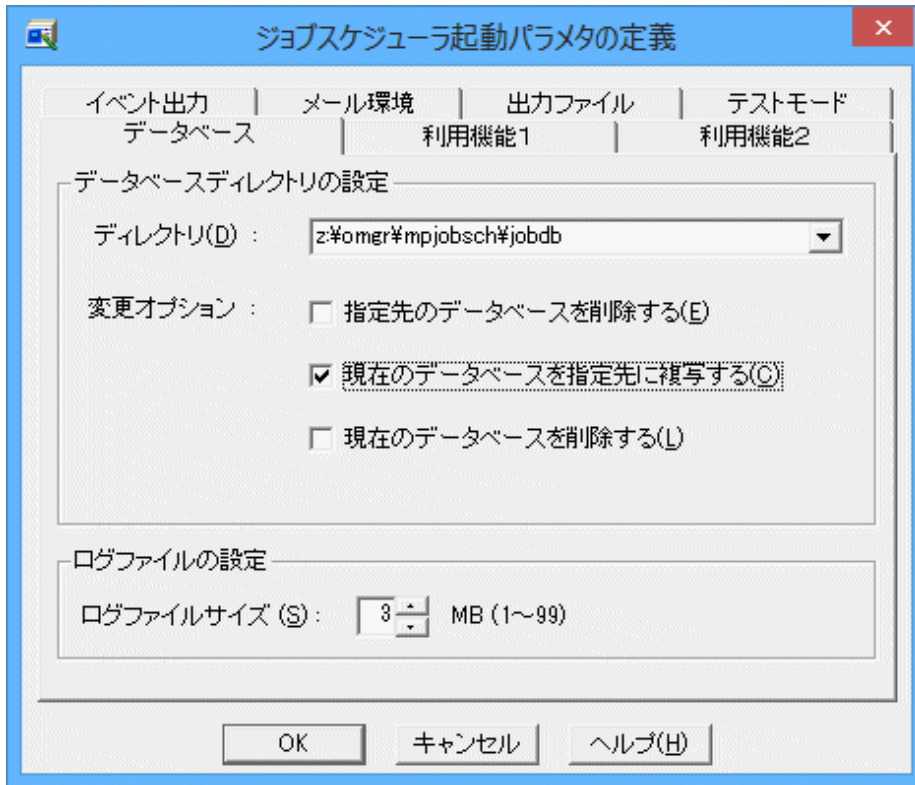 ジョブスケジューラ起動パラメタの定義
イベント出力 メール環境 出力ファイル テストモード
データベース 利用機能1 利用機能2
データベースディレクトリの設定
ディレクトリ(D) : z:¥omgr¥mpjobsch¥jobdb
変更オプション : 指定先のデータベースを削除する(E)
現在のデータベースを指定先に複写する(C)
現在のデータベースを削除する(L)
ログファイルの設定
ログファイルサイズ (S) : 3 MB (1～99)
OK キャンセル ヘルプ(H)